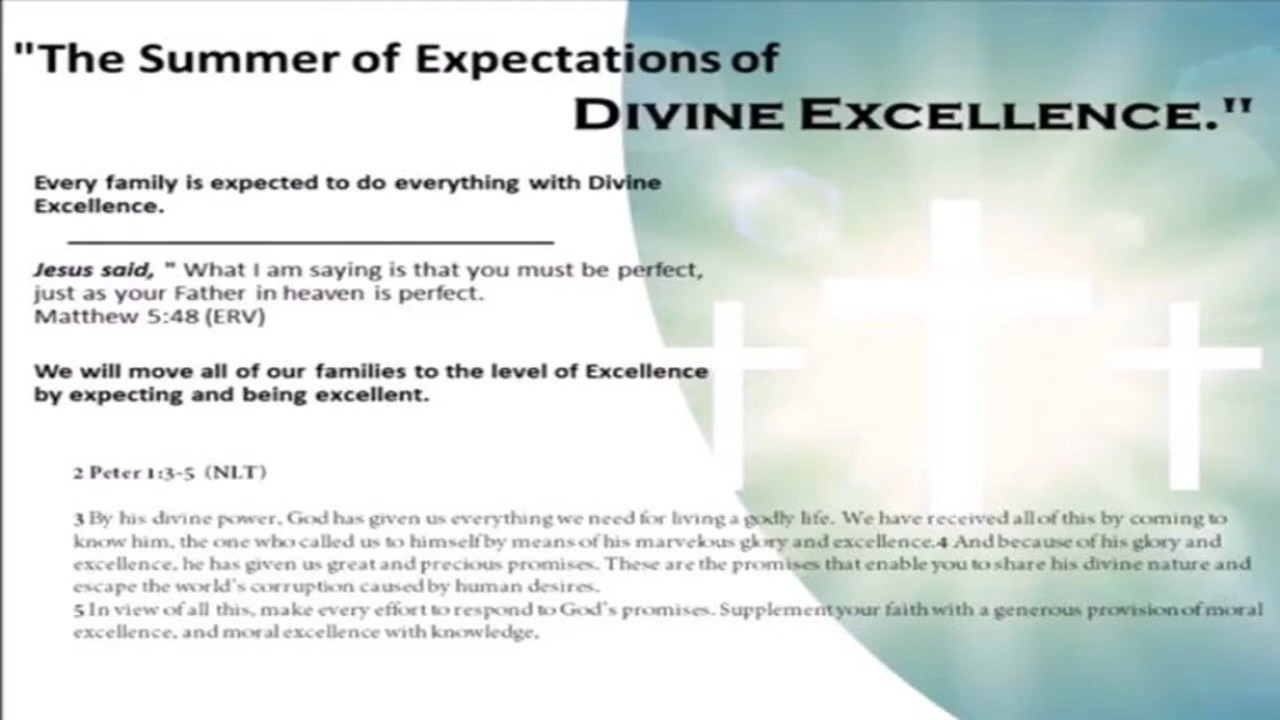 "The Summer of Expectations of
DIVINE EXCELLENCE."
Every family is expected to do everything with Divine
Excellence.
Jesus said, " What I am saying is that you must be perfect,
just as your Father in heaven is perfect.
Matthew 5:48 (ERV)
We will move all of our families to the level of Excellence
by expecting and being excellent.
2 Peter 1:3-5 (NLT)
3 By his divine power, God has given us everything we need for living a godly life. We have received all of this by coming to
know him, the one who called us to himself by means of his marvelous glory and excellence.4 And because of his glory and
excellence, he has given us great and precious promises. These are the promises that enable you to share his divine nature and
escape the world's corruption caused by human desires.
5 In view of all this, make every effort to respond to God's promises. Supplement your faith with a generous provision of moral
excellence, and moral excellence with knowledge,